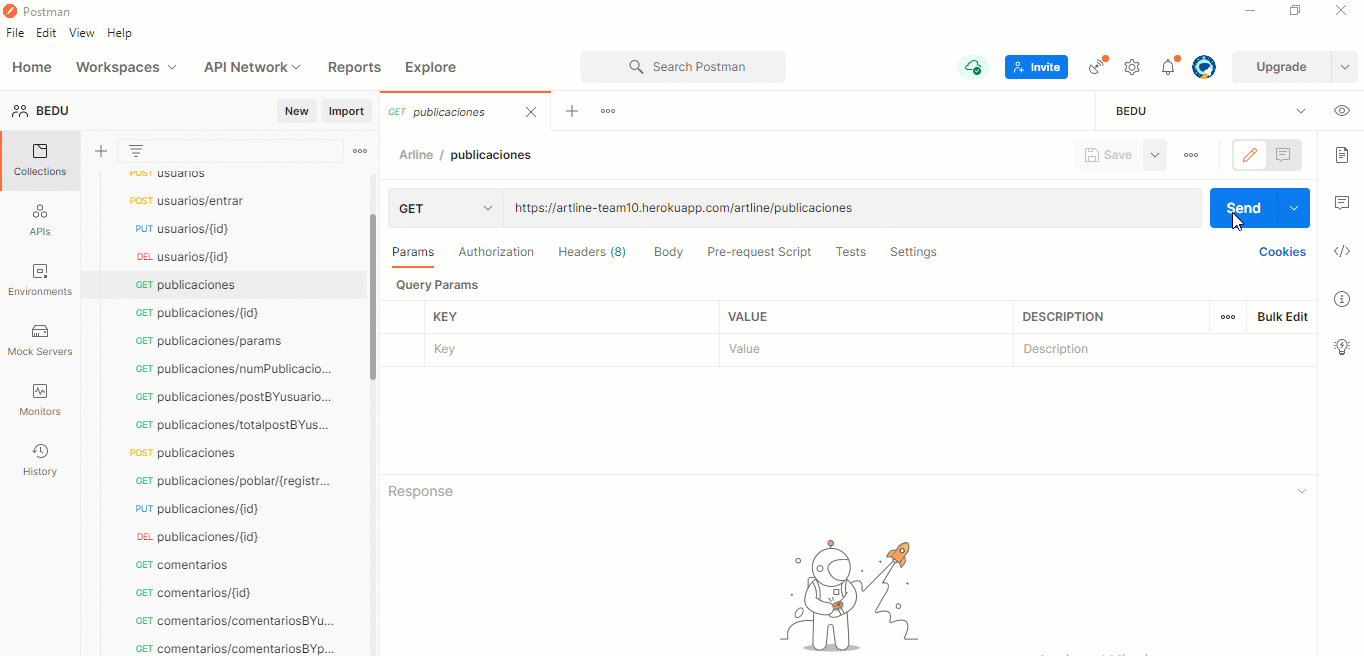 Postman
File Edit View Help
Home Workspaces API Network Reports Explore
Search Postman
Invite
Upgrade
BEDU
New Import
GET publicaciones
BEDU
Collections
APIs
Environments
Mock Servers
Monitors
History
POST usuarios
POST usuarios/entrar
PUT usuarios/{id}
DEL usuarios/{id}
GET publicaciones
GET publicaciones/{id}
GET publicaciones/params
GET publicaciones/numPublicacio...
GET publicaciones/postBYusuario...
GET publicaciones/totalpostBYus...
POST publicaciones
GET publicaciones/poblar/{registr...
PUT publicaciones/{id}
DEL publicaciones/{id}
GET comentarios
GET comentarios/{id}
GET comentarios/comentariosBYu...
GET comentarios/comentariosBYp...
Arline / publicaciones
Save
GET https://artline-team10.herokuapp.com/artline/publicaciones
Send
Params Authorization Headers (8) Body Pre-request Script Tests Settings
Cookies
Query Params
KEY VALUE DESCRIPTION
Bulk Edit
Key Value Description
Response